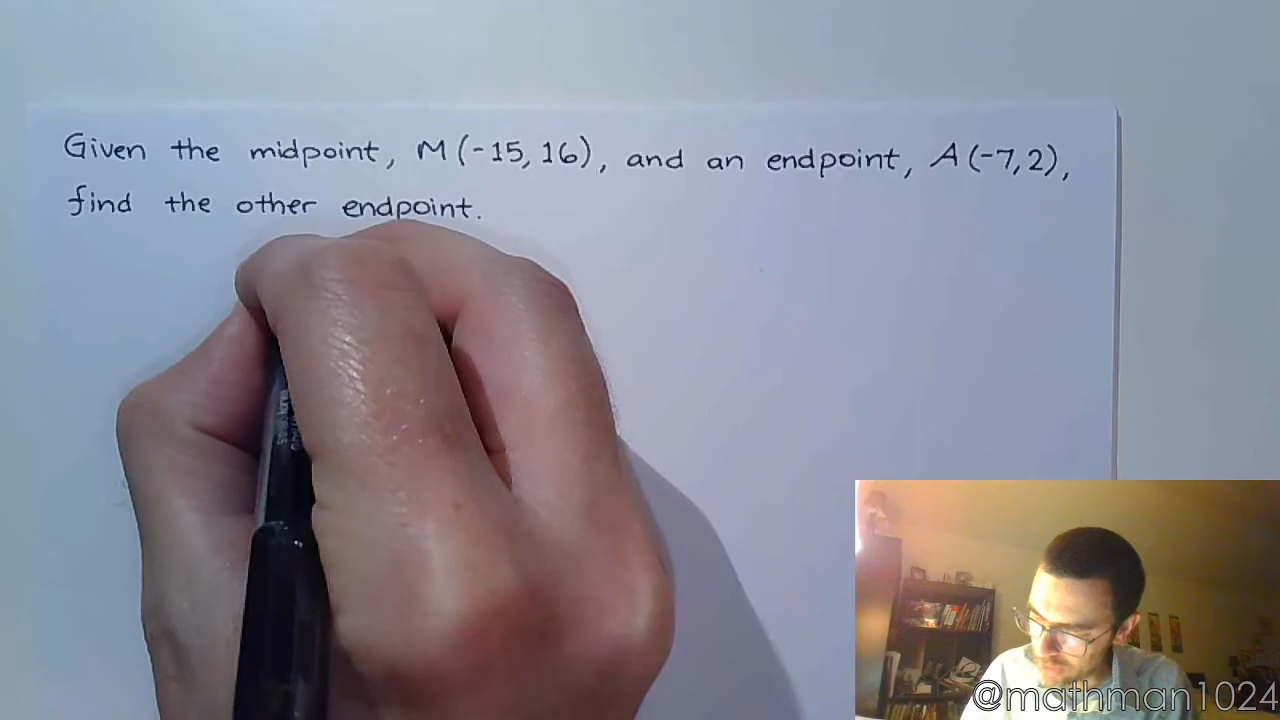 Given the midpoint, M(-15, 16), and an endpoint, A(-7, 2),
find the other endpoint.
@mathman1024